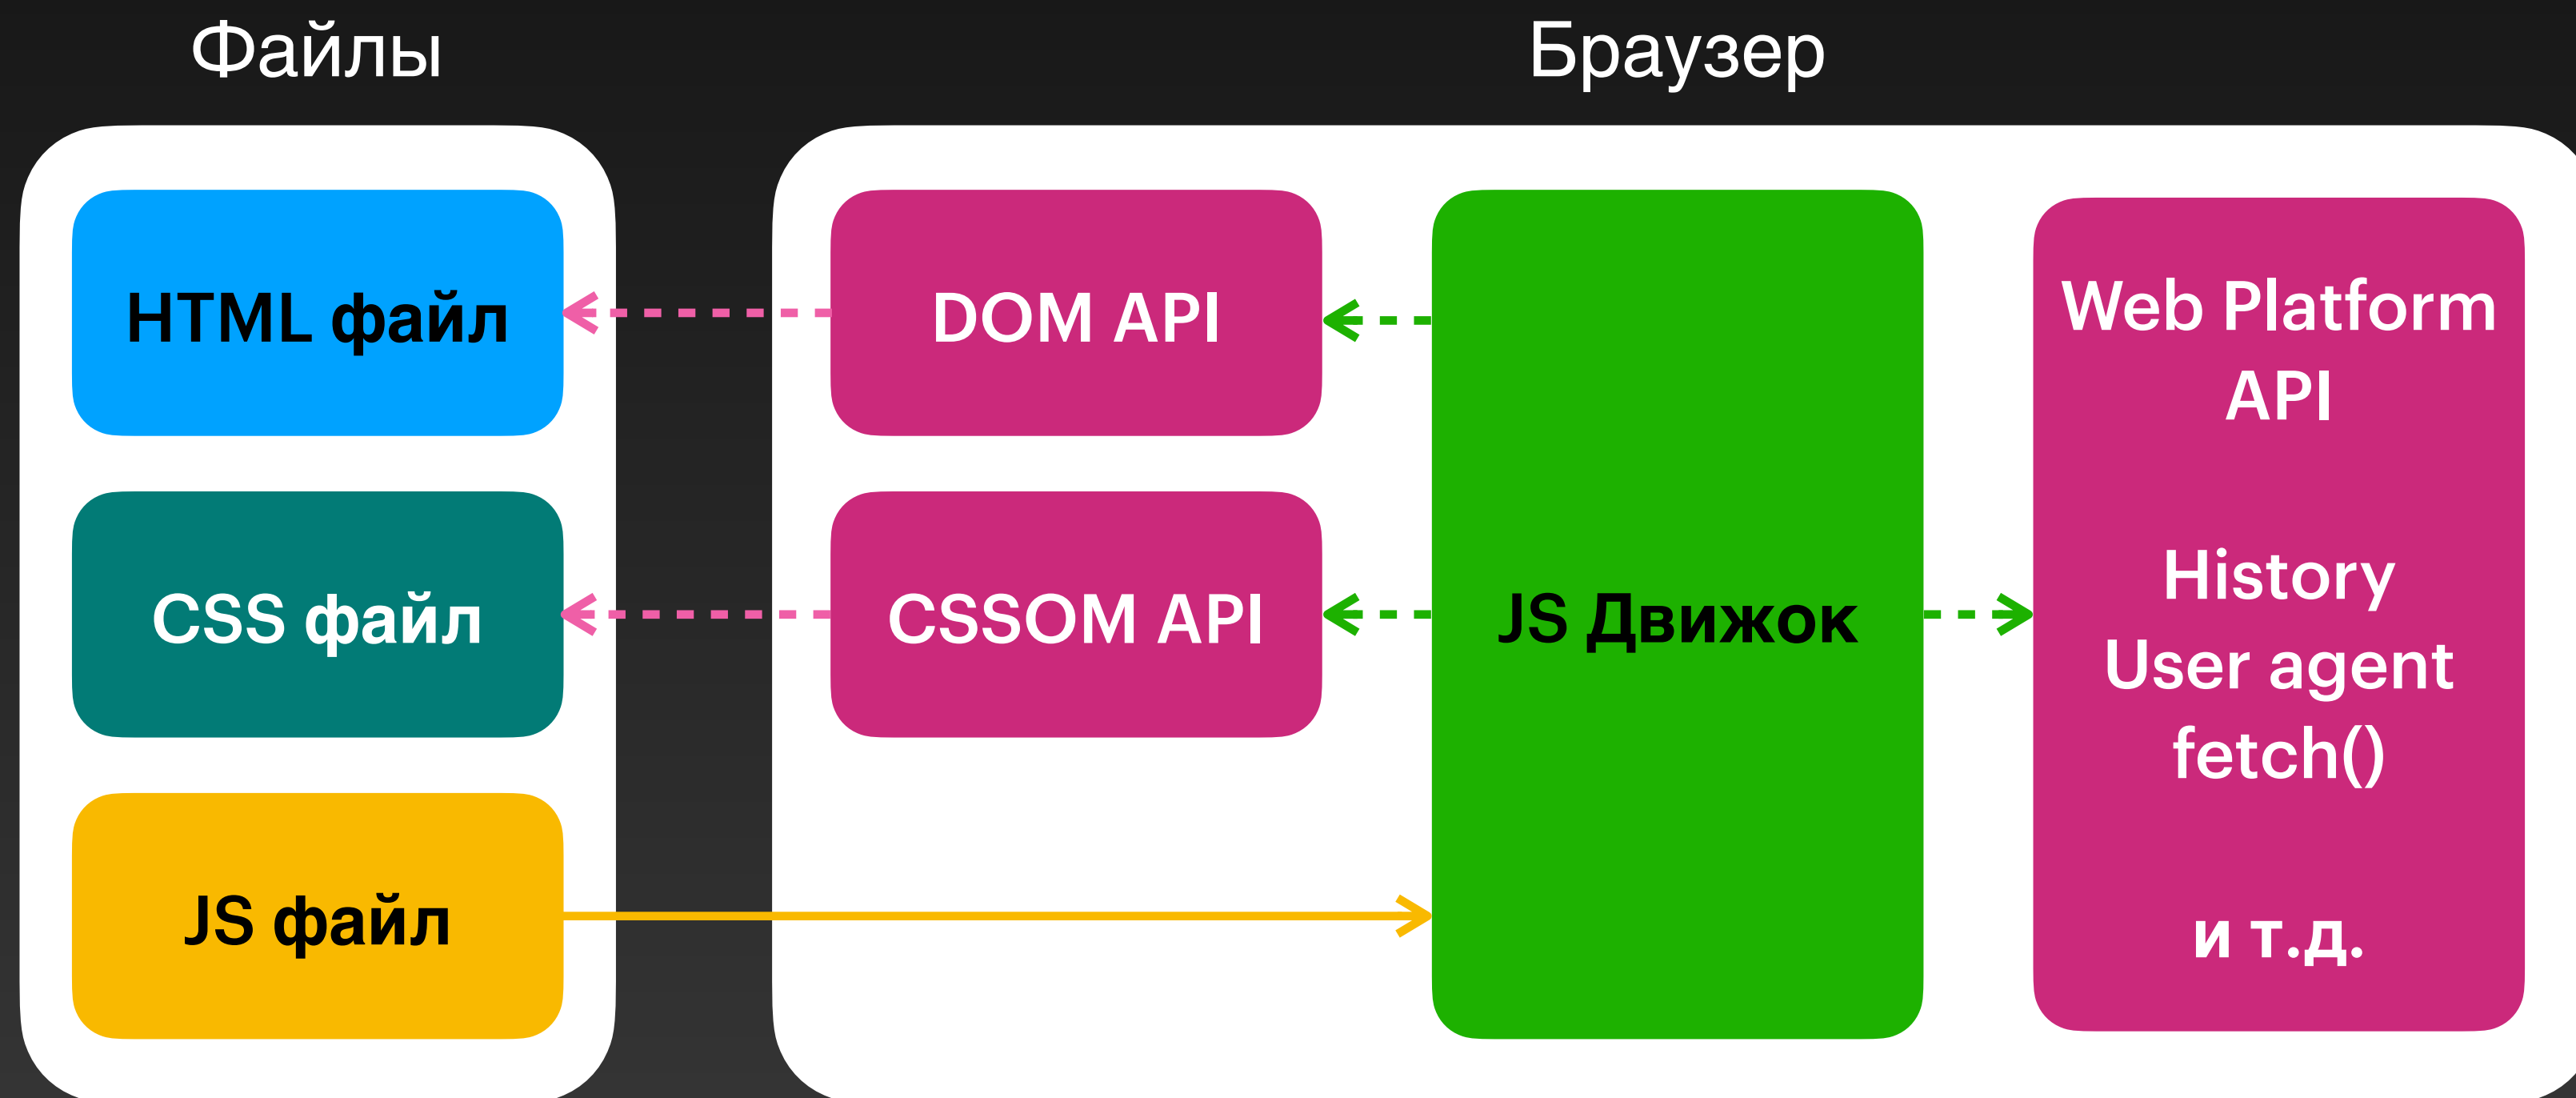 Файлы
Браузер
HTML файл
CSS файл
JS файл
DOM API
CSSOM API
JS Движок
Web Platform
API
History
User agent
fetch()
и т.д.